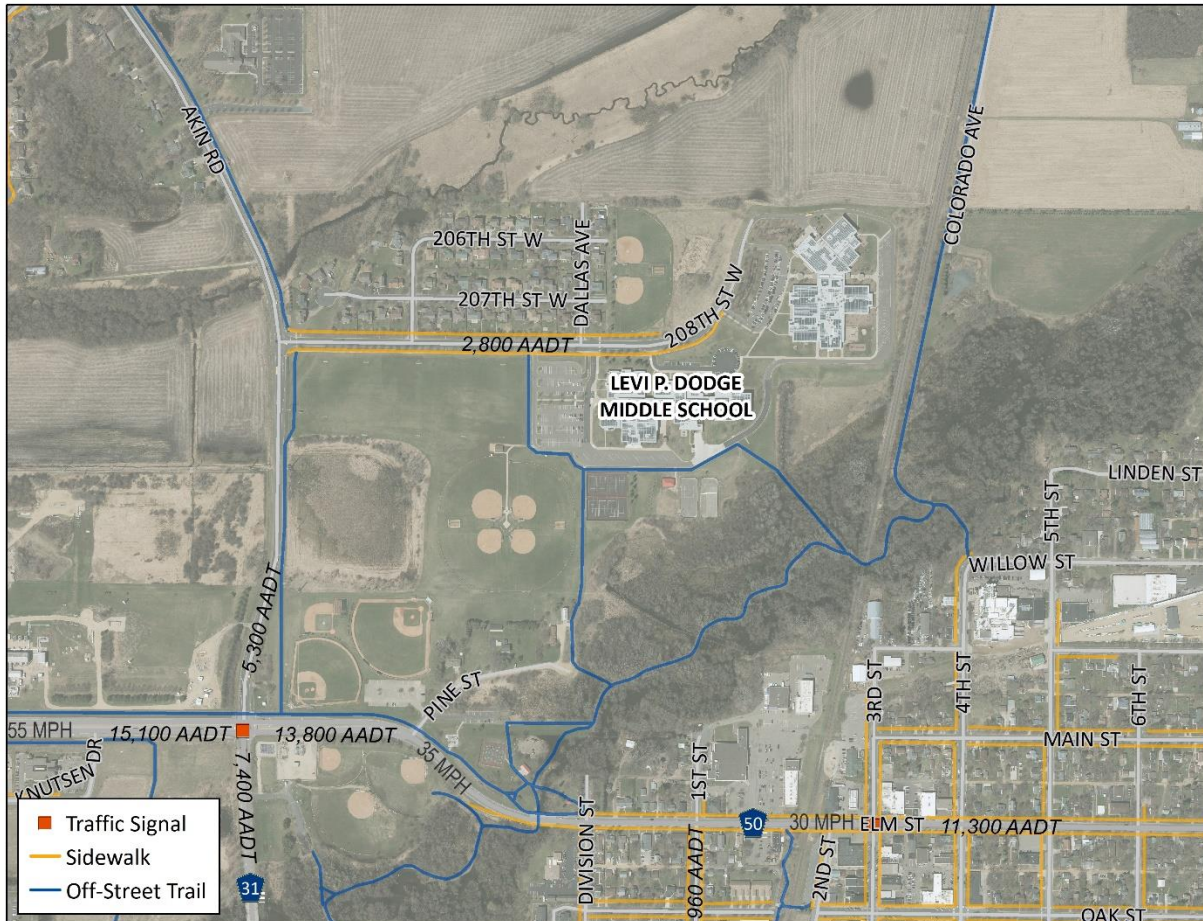 AKIN RD
COLORADO AVE
206TH ST W
DALLAS AVE
207TH ST W
208TH ST W
2,800 AADT
LEVI P. DODGE
MIDDLE SCHOOL
LINDEN ST
5TH ST
WILLOW ST
5,300 AADT
PINE ST
3RD ST
4TH ST
6TH ST
MAIN ST
55 MPH
15,100 AADT
13,800 AADT
KNUTSEN DR
7,400 AADT
35 MPH
1ST ST
50
30 MPH
ELM ST
11,300 AADT
DIVISION ST
960 AADT
2ND ST
31
OAK ST
Traffic Signal
Sidewalk
Off-Street Trail